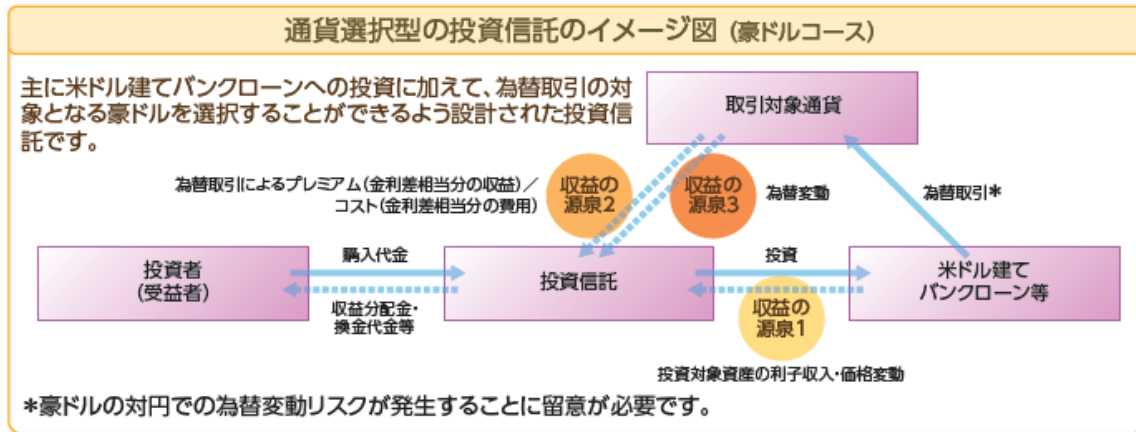 通貨選択型の投資信託のイメージ図（豪ドルコース）
主に米ドル建てバンクローンへの投資に加えて、為替取引の対
象となる豪ドルを選択することができるよう設計された投資信
託です。
取引対象通貨
為替取引によるプレミアム（金利差相当分の収益）／
コスト（金利差相当分の費用）
収益の
源泉2
収益の
源泉3
為替変動
為替取引*
投資者
（受益者）
購入代金
収益分配金・
換金代金等
投資信託
投資
収益の
源泉1
米ドル建て
バンクローン等
投資対象資産の利子収入・価格変動
*豪ドルの対円での為替変動リスクが発生することに留意が必要です。